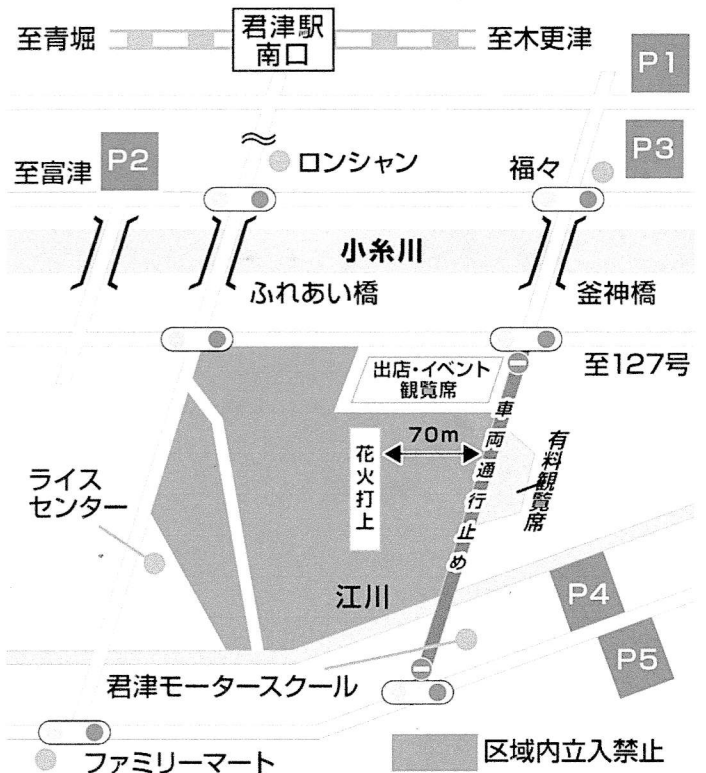 至青堀
君津駅
南口
至木更津
P1
至富津
P2
ロンシャン
福々
P3
小糸川
ふれあい橋
釜神橋
出店・イベント
観覧席
至127号
車両通行止め
70m
花火打上
有料観覧席
ライス
センター
江川
P4
P5
君津モータースクール
ファミリーマート
区域内立入禁止